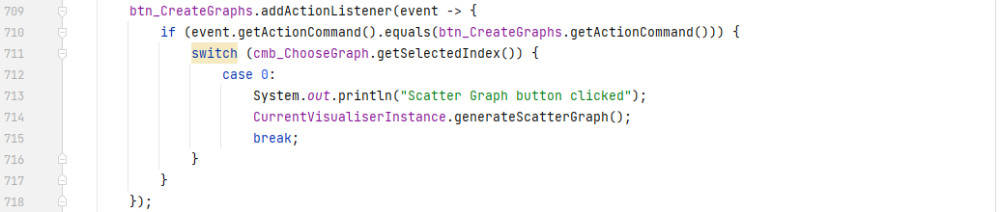 709 btn_CreateGraphs.addActionListener(event -> {
710 if (event.getActionCommand().equals(btn_CreateGraphs.getActionCommand())) {
711 switch (cmb_ChooseGraph.getSelectedIndex()) {
712 case 0:
713 System.out.println("Scatter Graph button clicked");
714 CurrentVisualiserInstance.generateScatterGraph();
715 break;
716 }
717 }
718 });